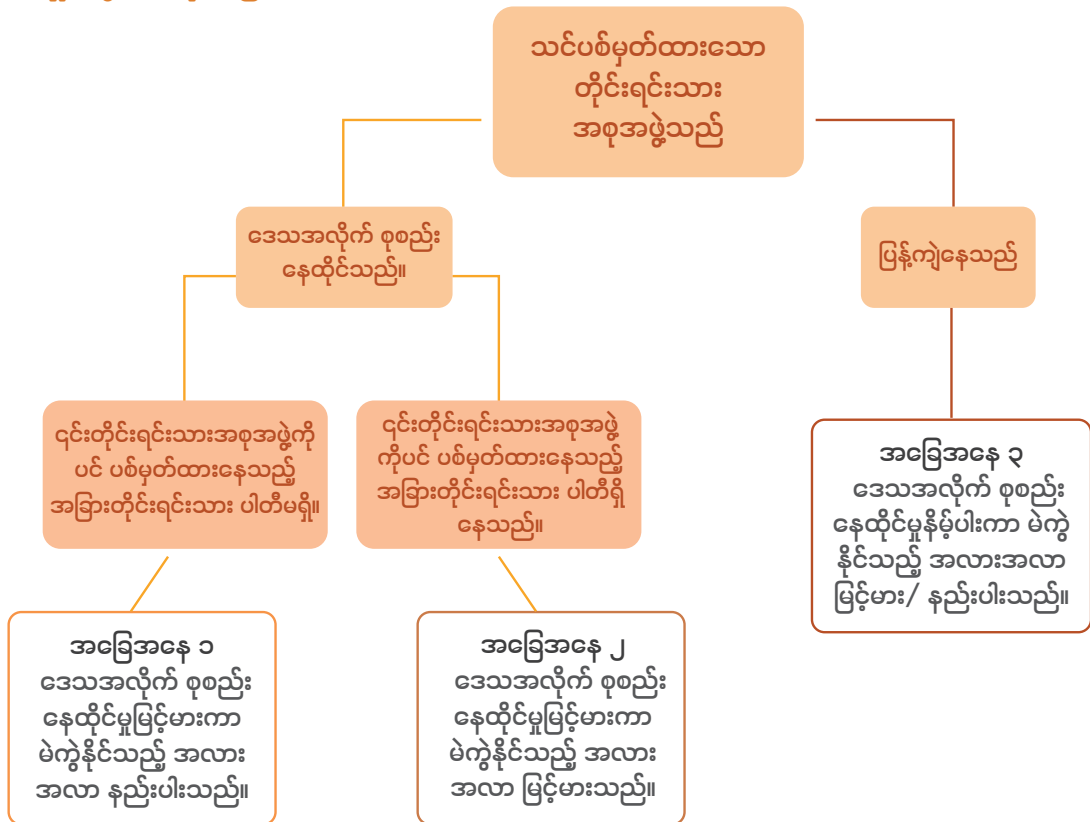 သင်ပစ်မှတ်ထားသော
တိုင်းရင်းသား
အစုအဖွဲ့သည်
ဒေသအလိုက် စုစည်း
နေထိုင်သည်။
ပြန့်ကျဲနေသည်
၎င်းတိုင်းရင်းသားအစုအဖွဲ့ကို
ပင် ပစ်မှတ်ထားနေသည့်
အခြားတိုင်းရင်းသား ပါတီမရှိ။
၎င်းတိုင်းရင်းသားအစုအဖွဲ့
ကိုပင် ပစ်မှတ်ထားနေသည့်
အခြားတိုင်းရင်းသား ပါတီရှိ
နေသည်။
အခြေအနေ ၃
ဒေသအလိုက် စုစည်း
နေထိုင်မှုနိမ့်ပါးကာ မဲကွဲ
နိုင်သည့် အလားအလာ
မြင့်မား/ နည်းပါးသည်။
အခြေအနေ ၁
ဒေသအလိုက် စုစည်း
နေထိုင်မှုမြင့်မားကာ
မဲကွဲနိုင်သည့် အလား
အလာ နည်းပါးသည်။
အခြေအနေ ၂
ဒေသအလိုက် စုစည်း
နေထိုင်မှုမြင့်မားကာ
မဲကွဲနိုင်သည့် အလား
အလာ မြင့်မားသည်။